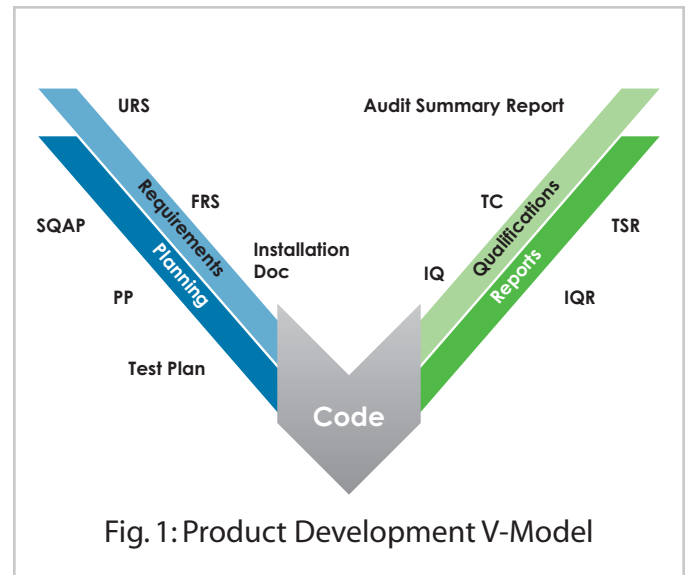 URS
Audit Summary Report
Requirements
FRS
TC
Qualifications
SQAP
Planning
Installation
Doc
IQ
Reports
TSR
PP
IQR
Test Plan
Code
Fig. 1: Product Development V-Model